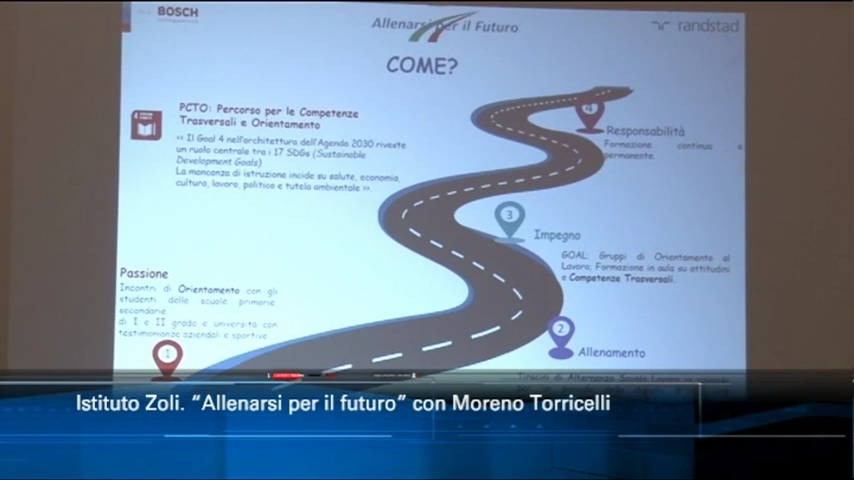 BOSCH
Allenarsi per il Futuro
randstad
COME?
PCTO: Percorso per le Competenze
Trasversali e Orientamento
‹‹ Il Goal 4 nell'architettura dell'Agenda 2030 riveste
un ruolo centrale tra i 17 SDGs (Sustainable
Development Goals)
La mancanza di istruzione incide su salute, economia,
cultura, lavoro, politica e tutela ambientale ››.
4
Responsabilità
Formazione continua e
permanente.
3
Impegno
GOAL: Gruppi di Orientamento al
Lavoro; Formazione in aula su attitudini
e Competenze Trasversali.
Passione
Incontri di Orientamento con gli
studenti delle scuole primarie,
secondarie
di I e II grado e università con
testimonianze aziendali e sportive
1
2
Allenamento
Tirocini di Alternanza Scuola Lavoro
Istituto Zoli. “Allenarsi per il futuro” con Moreno Torricelli